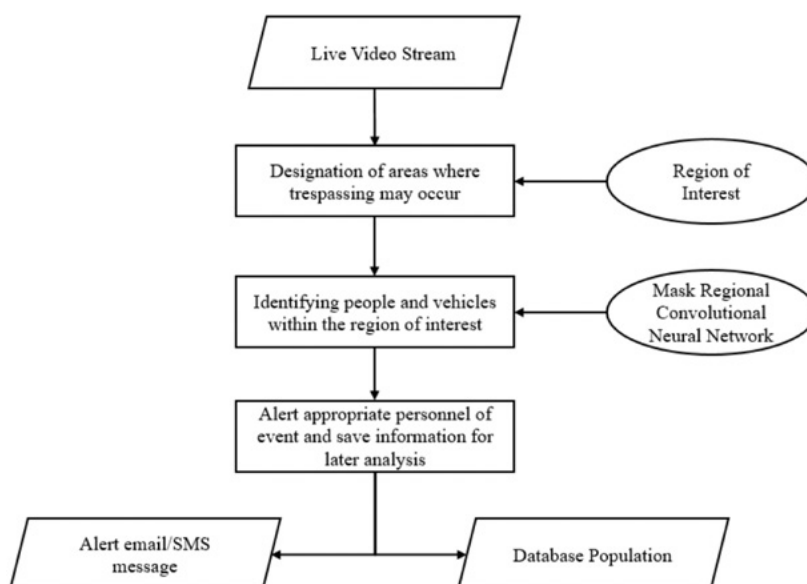 Live Video Stream
Designation of areas where
trespassing may occur
Region of
Interest
Identifying people and vehicles
within the region of interest
Mask Regional
Convolutional
Neural Network
Alert appropriate personnel of
event and save information for
later analysis
Alert email/SMS
message
Database Population